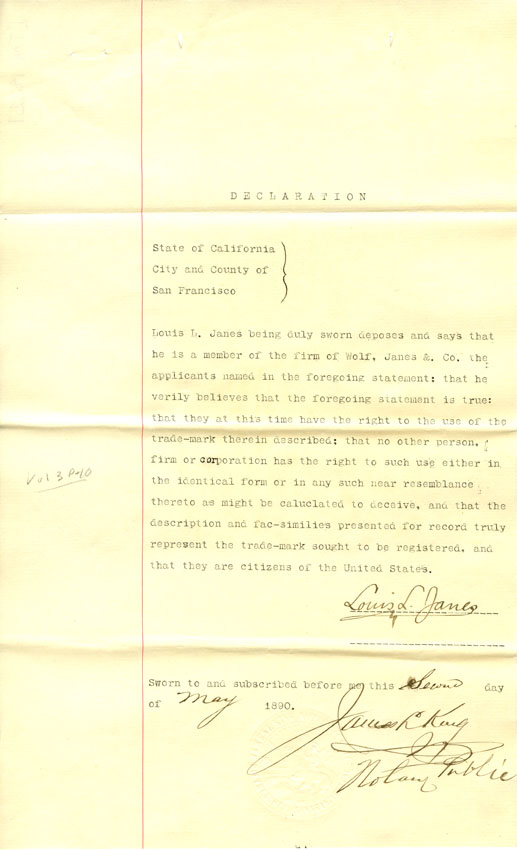 DECLARATION
State of California
City and County of
San Francisco
Louis L. Janes being duly sworn deposes and says that
he is a member of the firm of Wolf, Janes &. Co. the
applicants named in the foregoing statement: that he
verily believes that the foregoing statement is true:
that they at this time have the right to the use of the
trade-mark therein described; that no other person,
firm or corporation has the right to such use either in
the identical form or in any such near resemblance
thereto as might be caluclated to deceive, and that the
description and fac-similies presented for record truly
represent the trade-mark sought to be registered, and
that they are citizens of the United States.
Vol 3 P40
Louis L. Janes
Sworn to and subscribed before me this Second day
of May 1890.
James L. King
Notary Public